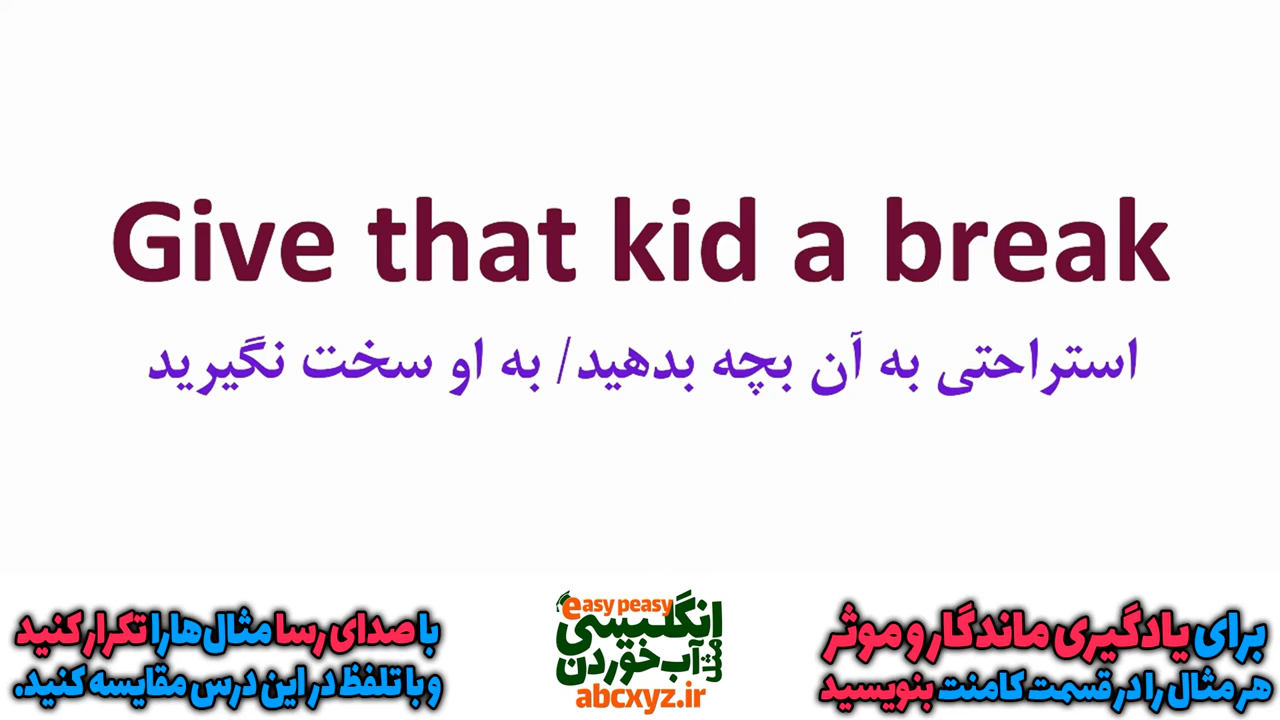 Give that kid a break
استراحتی به آن بچه بدهید/ به او سخت نگیرید
برای یادگیری ماندگار و موثر
هر مثال را در قسمت کامنت بنویسید
easy peasy
انگلیسی
مثل آب خوردن
abcxyz.ir
با صدای رسا مثال‌ها را تکرار کنید
و با تلفظ در این درس مقایسه کنید.